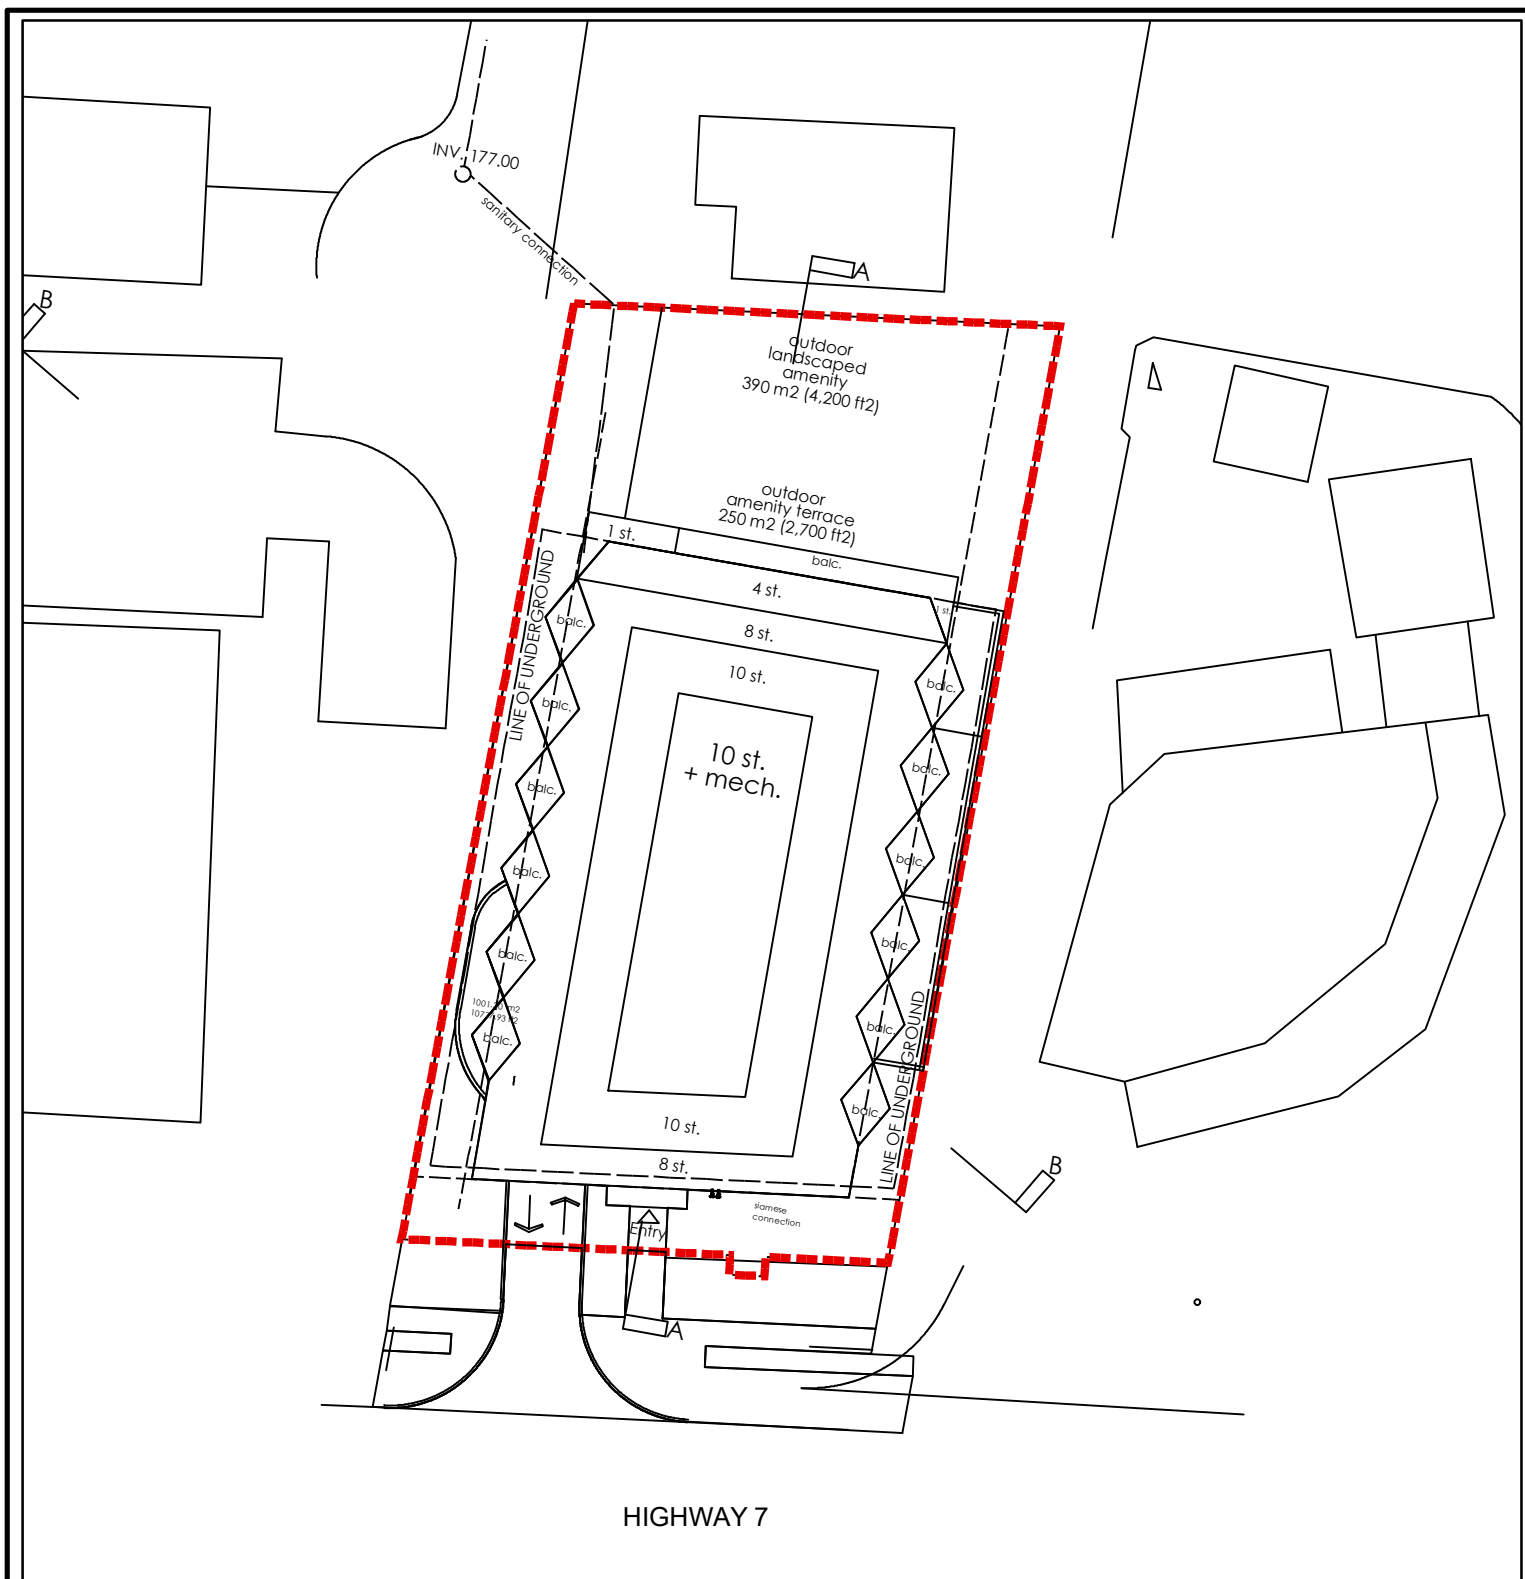 INV. 177.00
sanitary connection
A
B
outdoor
landscaped
amenity
390 m2 (4,200 ft2)
outdoor
amenity terrace
250 m2 (2,700 ft2)
1 st.
balc.
4 st.
1 st.
8 st.
10 st.
10 st.
+ mech.
LINE OF UNDERGROUND
balc.
balc.
balc.
balc.
balc.
balc.
balc.
balc.
balc.
balc.
balc.
balc.
LINE OF UNDERGROUND
10 st.
8 st.
siamese
connection
Entry
B
A
HIGHWAY 7